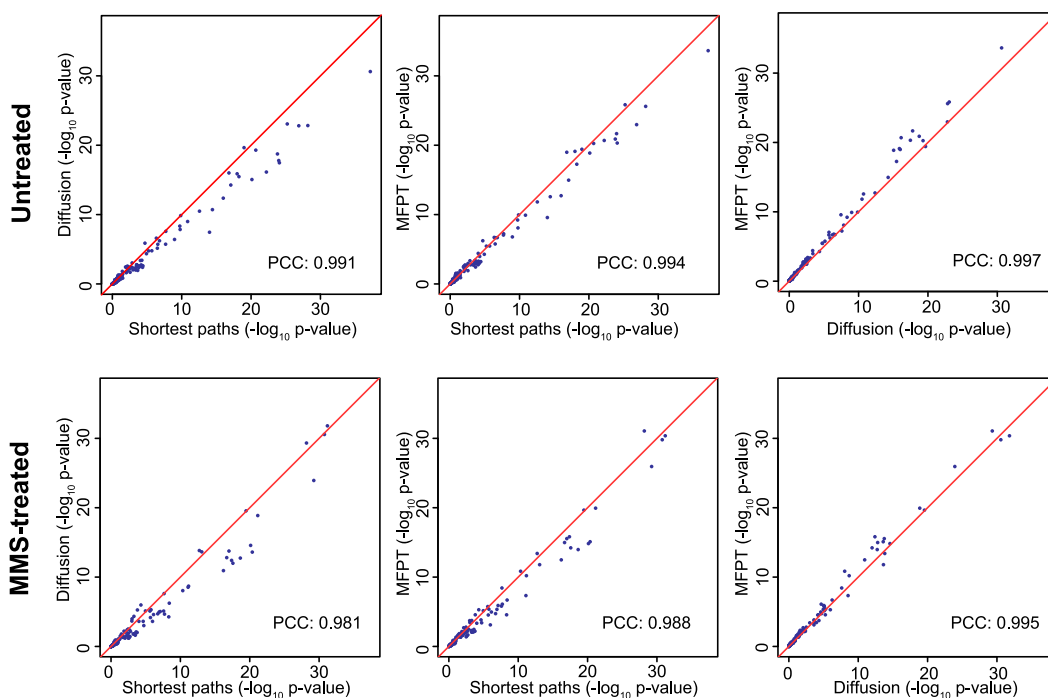 Untreated
Diffusion (-log10 p-value)
0 10 20 30
PCC: 0.991
0 10 20 30
Shortest paths (-log10 p-value)
MFPT (-log10 p-value)
0 10 20 30
PCC: 0.994
0 10 20 30
Shortest paths (-log10 p-value)
MFPT (-log10 p-value)
0 10 20 30
PCC: 0.997
0 10 20 30
Diffusion (-log10 p-value)
MMS-treated
Diffusion (-log10 p-value)
0 10 20 30
PCC: 0.981
0 10 20 30
Shortest paths (-log10 p-value)
MFPT (-log10 p-value)
0 10 20 30
PCC: 0.988
0 10 20 30
Shortest paths (-log10 p-value)
MFPT (-log10 p-value)
0 10 20 30
PCC: 0.995
0 10 20 30
Diffusion (-log10 p-value)